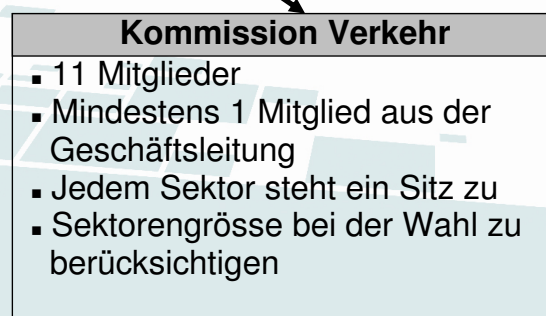 Kommission Verkehr
▪ 11 Mitglieder
▪ Mindestens 1 Mitglied aus der
Geschäftsleitung
▪ Jedem Sektor steht ein Sitz zu
▪ Sektorengrösse bei der Wahl zu
berücksichtigen